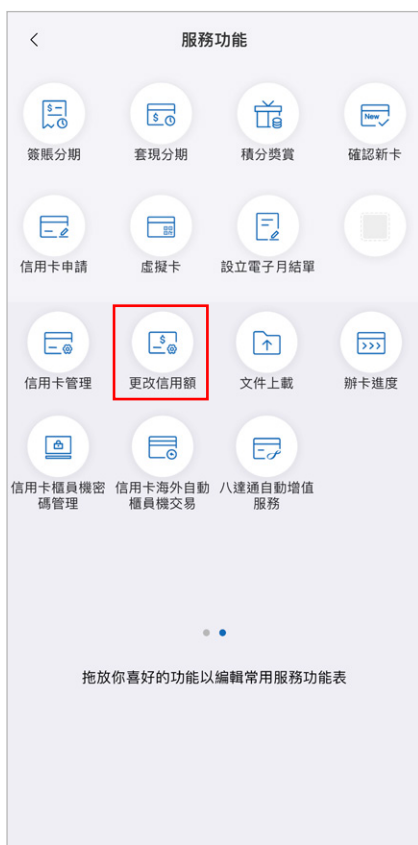 服務功能
簽賬分期 套現分期 積分獎賞 確認新卡
信用卡申請 虛擬卡 設立電子月結單
信用卡管理 更改信用額 文件上載 辦卡進度
信用卡櫃員機密碼管理 信用卡海外自動櫃員機交易 八達通自動增值服務
拖放你喜好的功能以編輯常用服務功能表